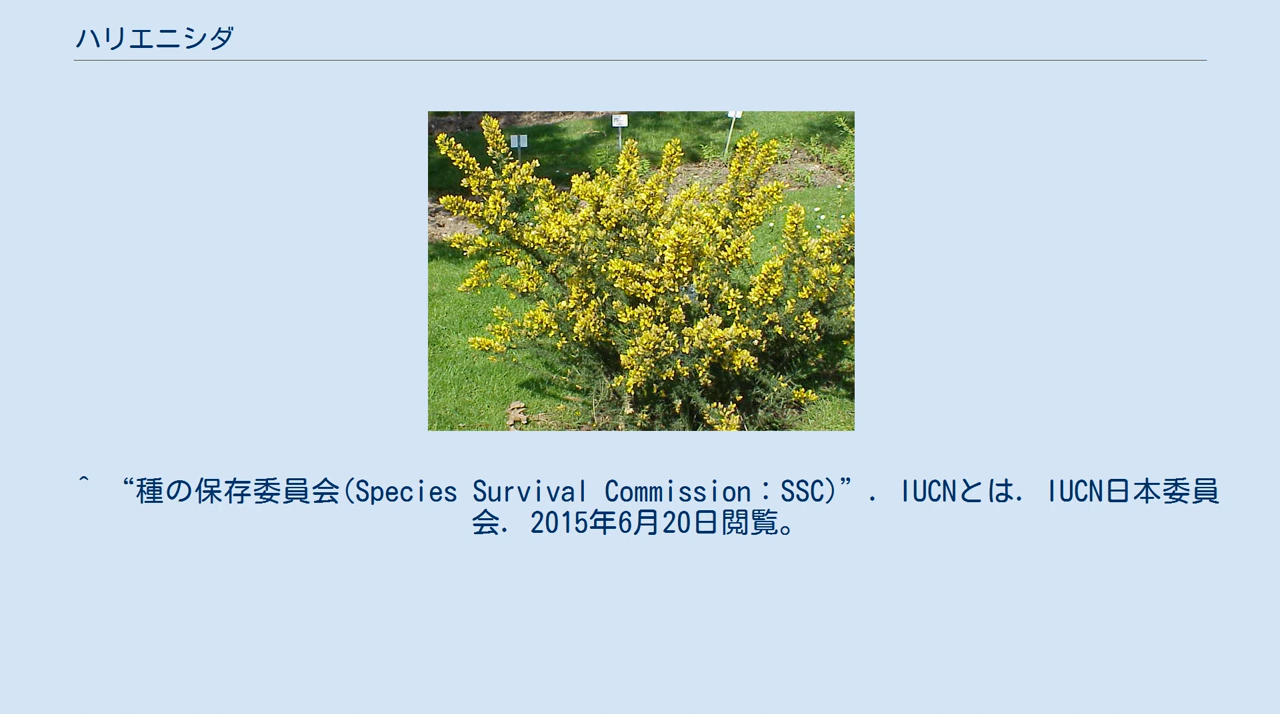 ハリエニシダ
^ “種の保存委員会(Species Survival Commission：SSC)”. IUCNとは. IUCN日本委員
会. 2015年6月20日閲覧。